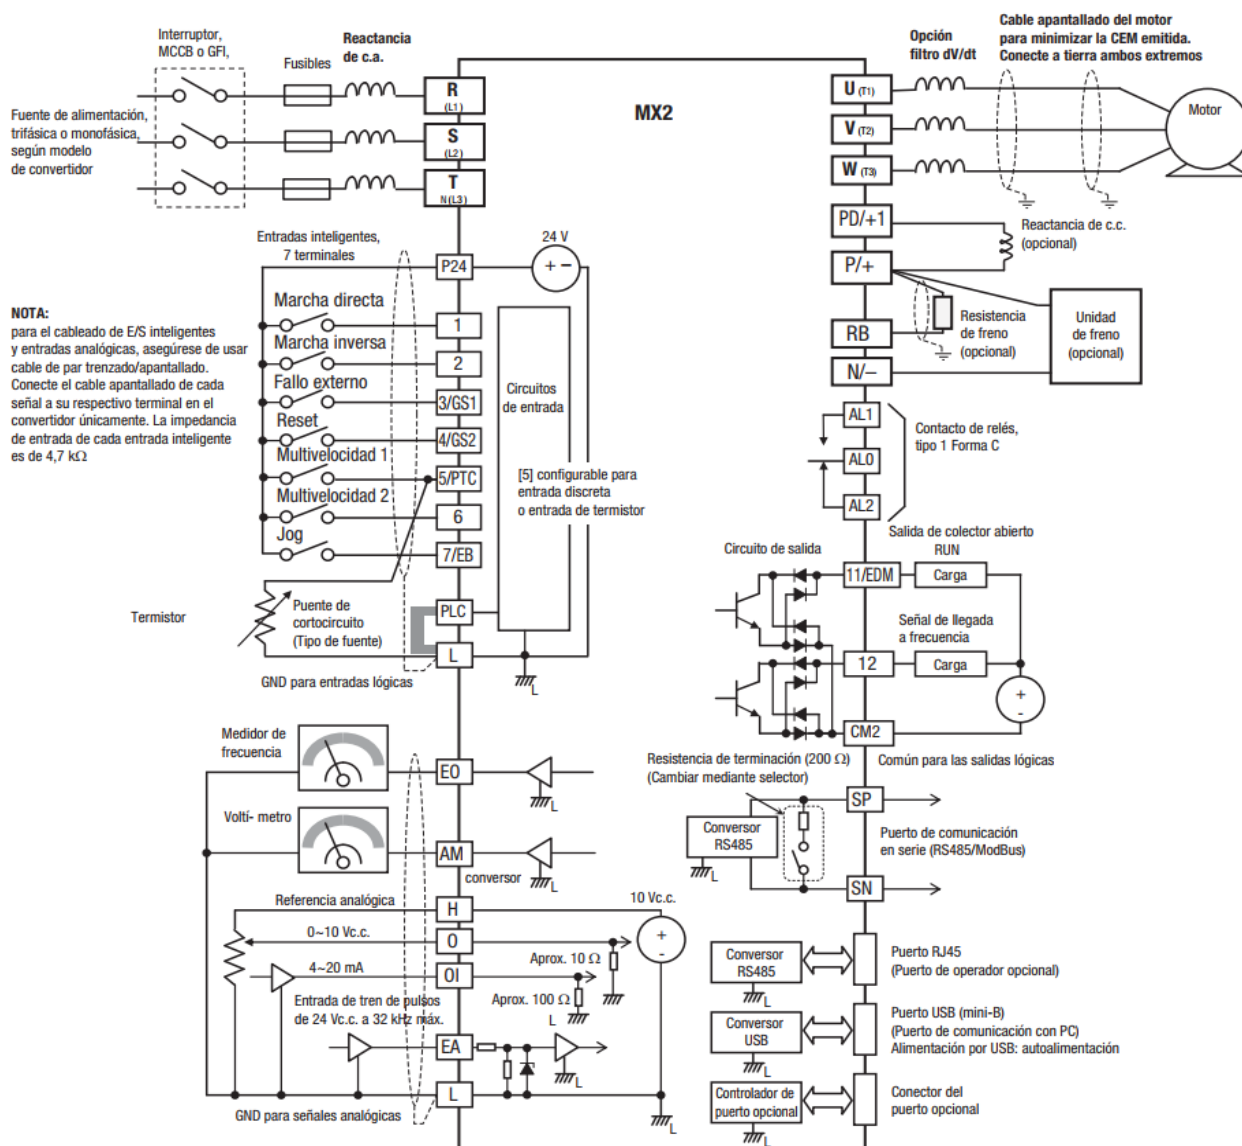 Interruptor,
MCCB o GFI,
Fusibles
Reactancia
de c.a.
Fuente de alimentación,
trifásica o monofásica,
según modelo
de convertidor
R
(L1)
S
(L2)
T
N(L3)
MX2
U (T1)
V (T2)
W (T3)
Opción
filtro dV/dt
Cable apantallado del motor
para minimizar la CEM emitida.
Conecte a tierra ambos extremos
Motor
PD/+1
P/+
RB
N/–
Reactancia de c.c.
(opcional)
Resistencia
de freno
(opcional)
Unidad
de freno
(opcional)
Entradas inteligentes,
7 terminales
24 V
+ –
P24
NOTA:
para el cableado de E/S inteligentes
y entradas analógicas, asegúrese de usar
cable de par trenzado/apantallado.
Conecte el cable apantallado de cada
señal a su respectivo terminal en el
convertidor únicamente. La impedancia
de entrada de cada entrada inteligente
es de 4,7 kΩ
Marcha directa
1
Marcha inversa
2
Fallo externo
3/GS1
Reset
4/GS2
Multivelocidad 1
5/PTC
Multivelocidad 2
6
Jog
7/EB
Circuitos
de entrada
[5] configurable para
entrada discreta
o entrada de termistor
Termistor
Puente de
cortocircuito
(Tipo de fuente)
PLC
L
L
GND para entradas lógicas
AL1
AL0
AL2
Contacto de relés,
tipo 1 Forma C
Circuito de salida
Salida de colector abierto
RUN
11/EDM
Carga
Señal de llegada
a frecuencia
12
Carga
+
-
CM2
Común para las salidas lógicas
Medidor de
frecuencia
EO
L
Voltí- metro
AM
conversor
L
Referencia analógica
H
10 Vc.c.
+
-
0~10 Vc.c.
O
Aprox. 10 Ω
4~20 mA
OI
Aprox. 100 Ω
L
Entrada de tren de pulsos
de 24 Vc.c. a 32 kHz máx.
EA
L
L
L
GND para señales analógicas
Resistencia de terminación (200 Ω)
(Cambiar mediante selector)
SP
Conversor
RS485
L
SN
Puerto de comunicación
en serie (RS485/ModBus)
Conversor
RS485
L
Puerto RJ45
(Puerto de operador opcional)
Conversor
USB
L
Puerto USB (mini-B)
(Puerto de comunicación con PC)
Alimentación por USB: autoalimentación
Controlador de
puerto opcional
L
Conector del
puerto opcional